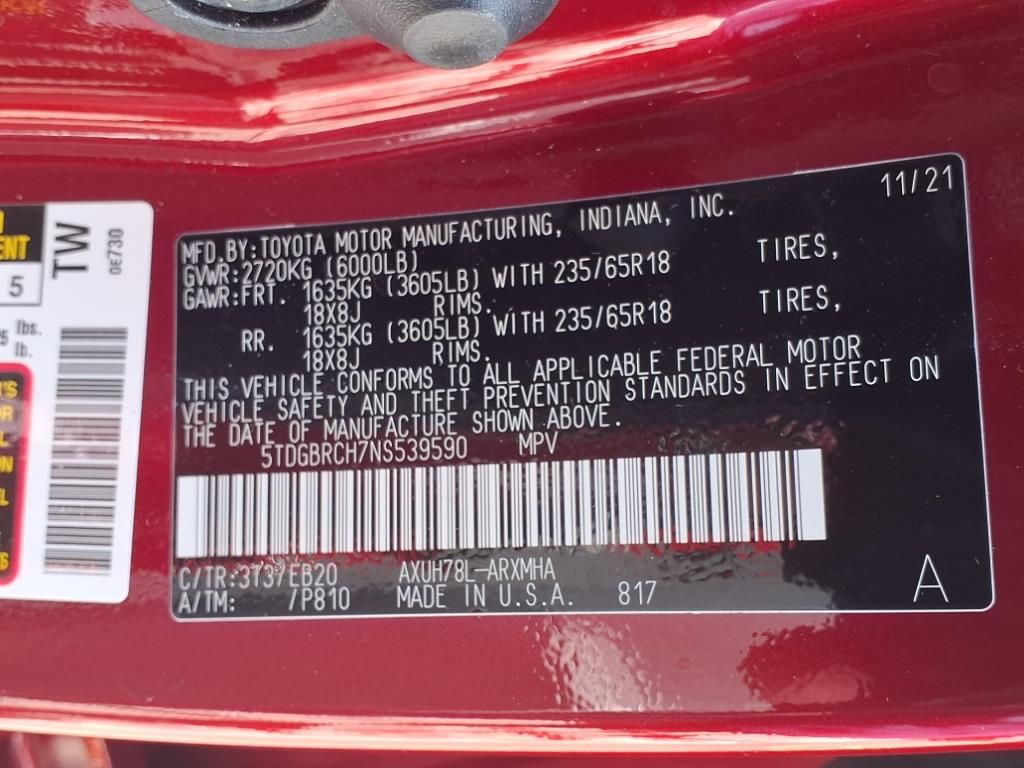 11/21
MFD.BY:TOYOTA MOTOR MANUFACTURING, INDIANA, INC.
GVWR:2720KG (6000LB)
GAWR:FRT. 1635KG (3605LB) WITH 235/65R18 TIRES,
18X8J RIMS.
RR. 1635KG (3605LB) WITH 235/65R18 TIRES,
18X8J RIMS.
THIS VEHICLE CONFORMS TO ALL APPLICABLE FEDERAL MOTOR
VEHICLE SAFETY AND THEFT PREVENTION STANDARDS IN EFFECT ON
THE DATE OF MANUFACTURE SHOWN ABOVE.
5TDGBRCH7NS539590 MPV
C/TR:3T3/EB20 AXUH78L-ARXMHA
A/TM: /P810 MADE IN U.S.A. 817
A
TW
0E730
5
lbs.
lb.